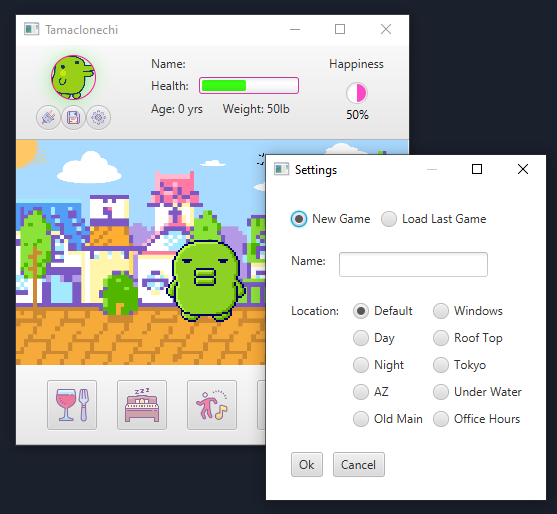 Tamaclonechi
Name:
Happiness
Health:
Age: 0 yrs Weight: 50lb
50%
Settings
New Game Load Last Game
Name:
Location: Default Windows
Day Roof Top
Night Tokyo
AZ Under Water
Old Main Office Hours
Ok Cancel
zzz